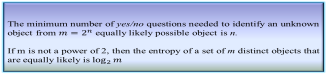 The minimum number of yes/no questions needed to identify an unknown
object from m = 2ⁿ equally likely possible object is n.
If m is not a power of 2, then the entropy of a set of m distinct objects that
are equally likely is log₂ m